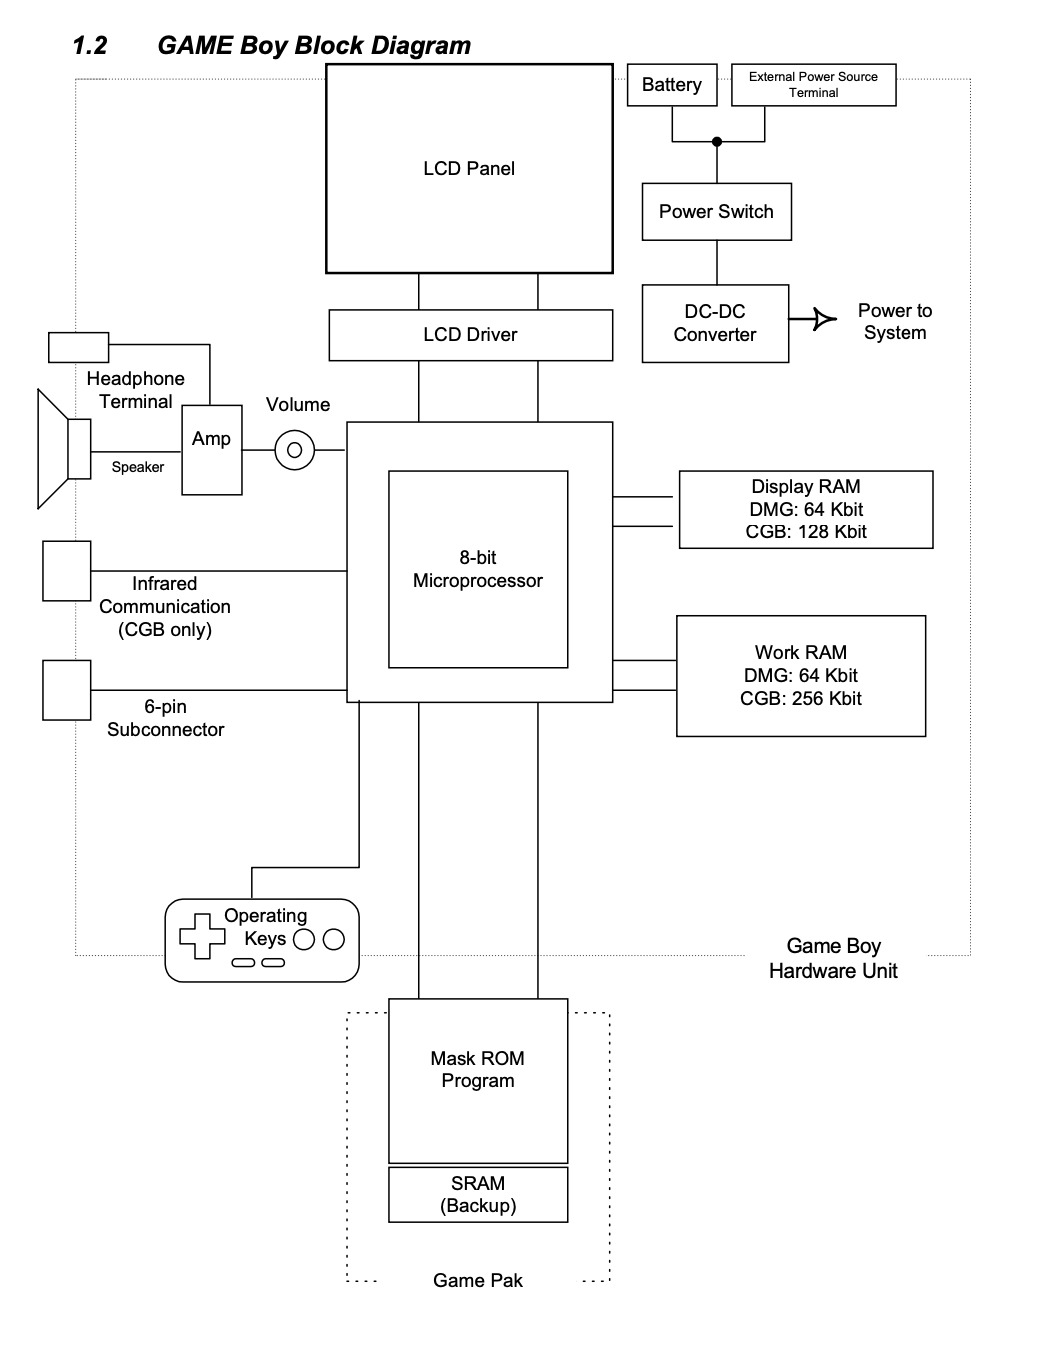 1.2 GAME Boy Block Diagram
Battery
External Power Source
Terminal
LCD Panel
Power Switch
DC-DC
Converter
Power to
System
LCD Driver
Headphone
Terminal
Volume
Amp
Speaker
Display RAM
DMG: 64 Kbit
CGB: 128 Kbit
8-bit
Microprocessor
Infrared
Communication
(CGB only)
Work RAM
DMG: 64 Kbit
CGB: 256 Kbit
6-pin
Subconnector
Operating
Keys
Game Boy
Hardware Unit
Mask ROM
Program
SRAM
(Backup)
Game Pak